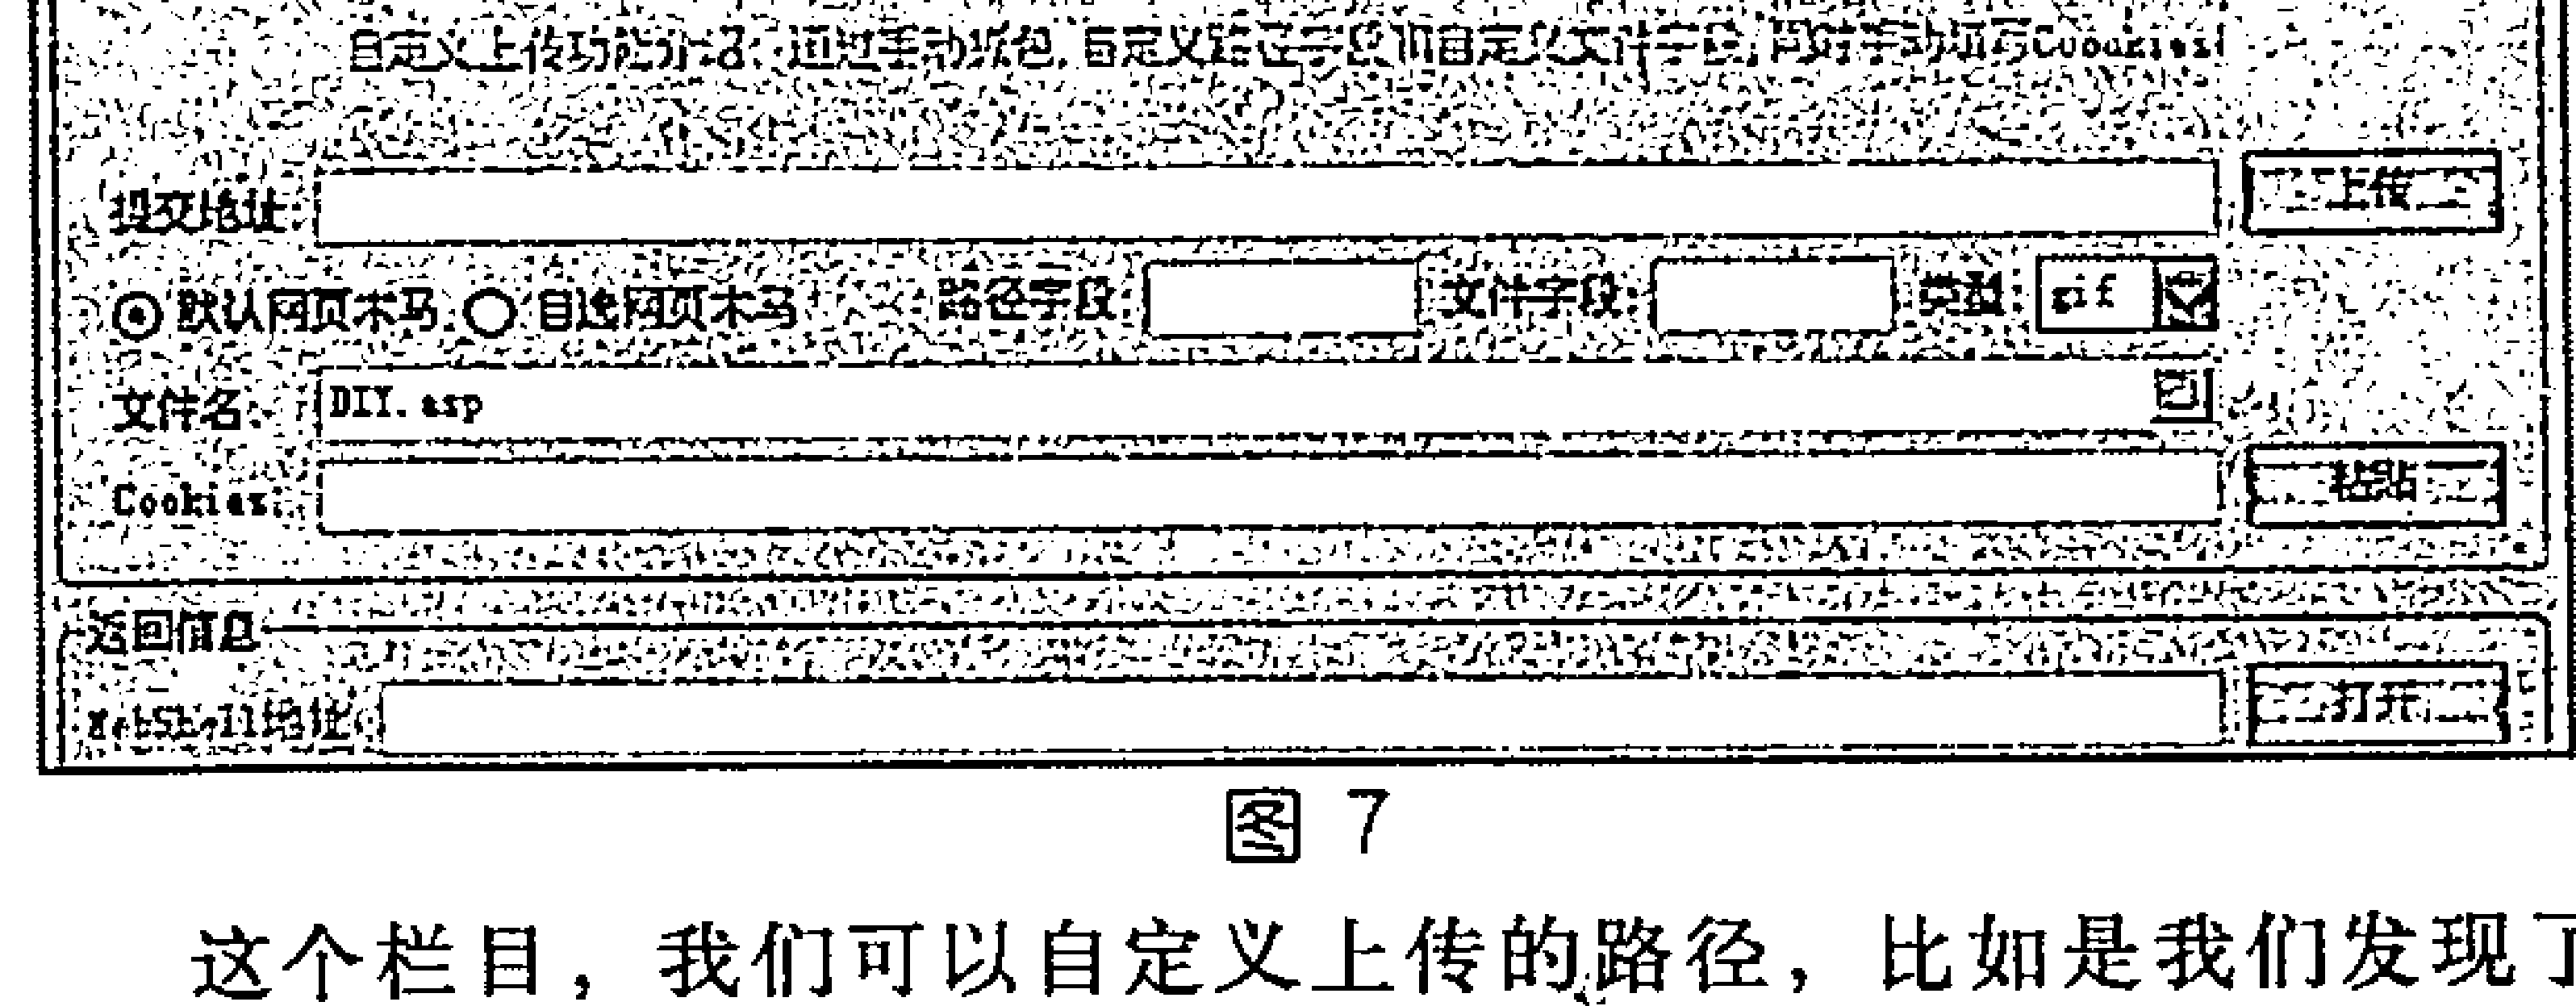 自定义上传功能介绍:通过手动抓包,自定义路径字段和自定义文件字段,同时手动填写Coookies!
提交地址: 上传
默认网页木马 自选网页木马 路径字段: 文件字段: 类型: gif
文件名: DIY.asp
Cookies: 粘贴
返回信息
WebShell地址: 打开
图 7
这个栏目，我们可以自定义上传的路径，比如是我们发现了